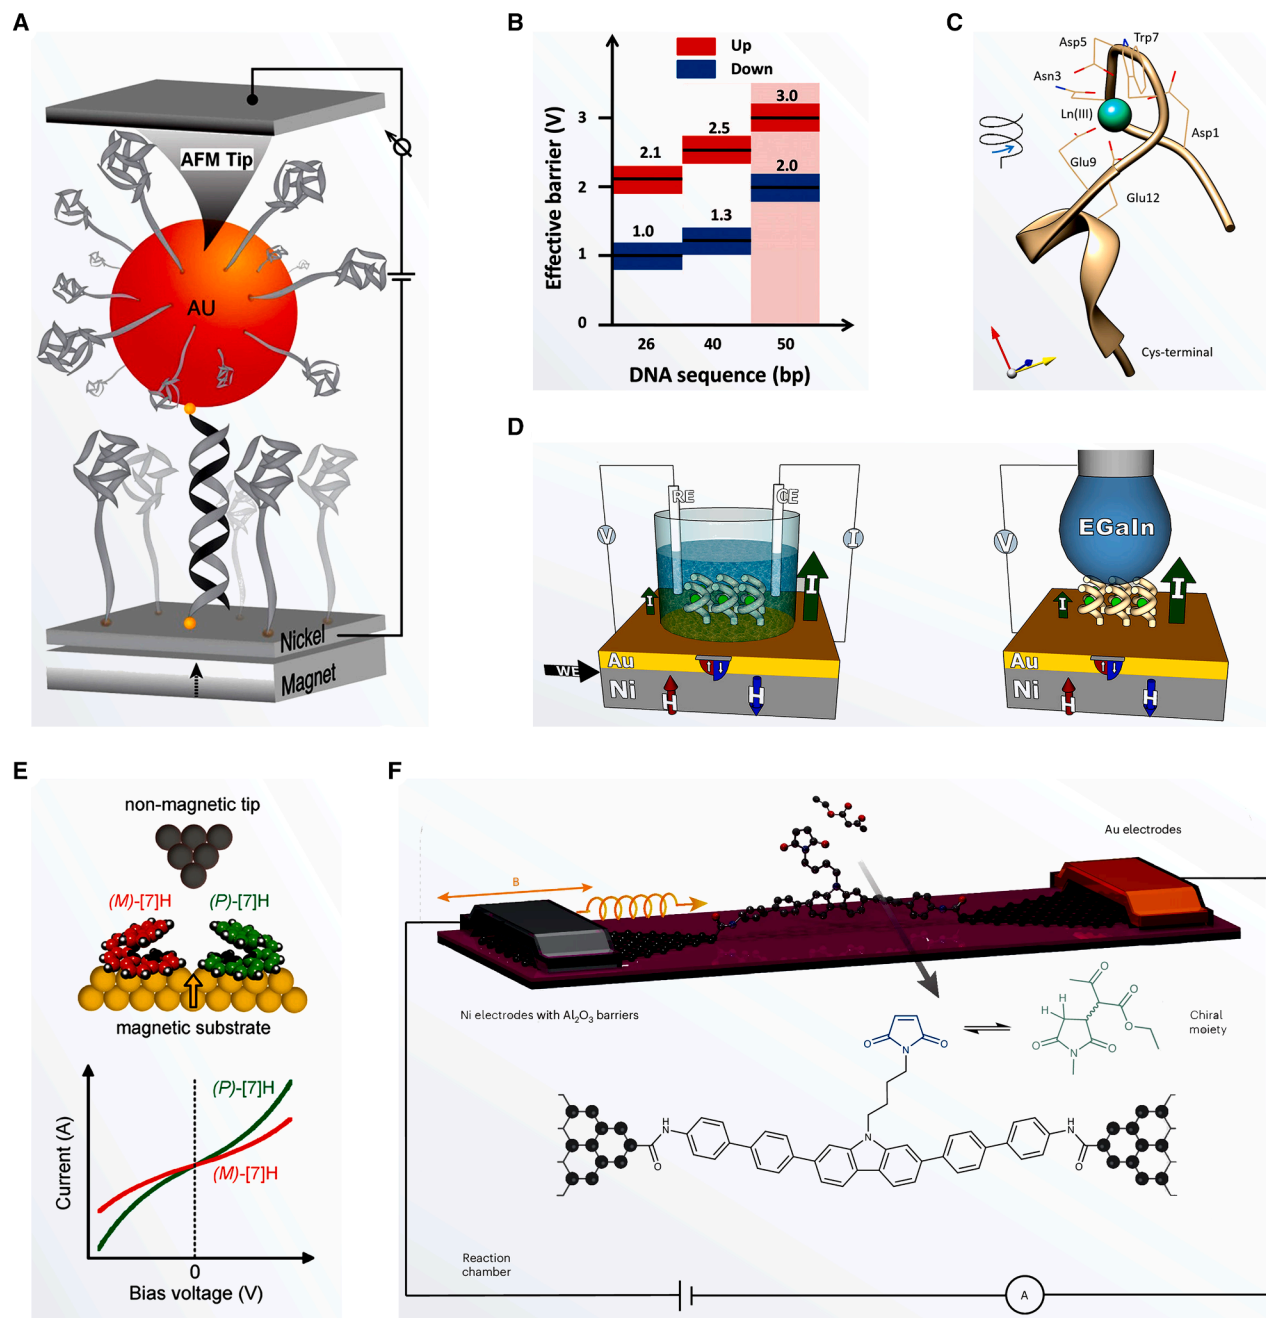 A
AFM Tip
AU
Nickel
Magnet
B
Up
Down
Effective barrier (V)
3
2
1
0
2.1
2.5
3.0
1.0
1.3
2.0
26
40
50
DNA sequence (bp)
C
Asp5
Trp7
Asn3
Ln(III)
Asp1
Glu9
Glu12
Cys-terminal
D
RE
CE
V
I
I
I
Au
WE
Ni
H
H
EGaIn
V
I
I
Au
Ni
H
H
E
non-magnetic tip
(M)-[7]H
(P)-[7]H
magnetic substrate
(P)-[7]H
(M)-[7]H
Current (A)
0
Bias voltage (V)
F
B
Au electrodes
Ni electrodes with Al₂O₃ barriers
Chiral
moiety
O
O
N
O
H
H
O
O
O
N
O
H
N
O
N
H
N
O
Reaction
chamber
A